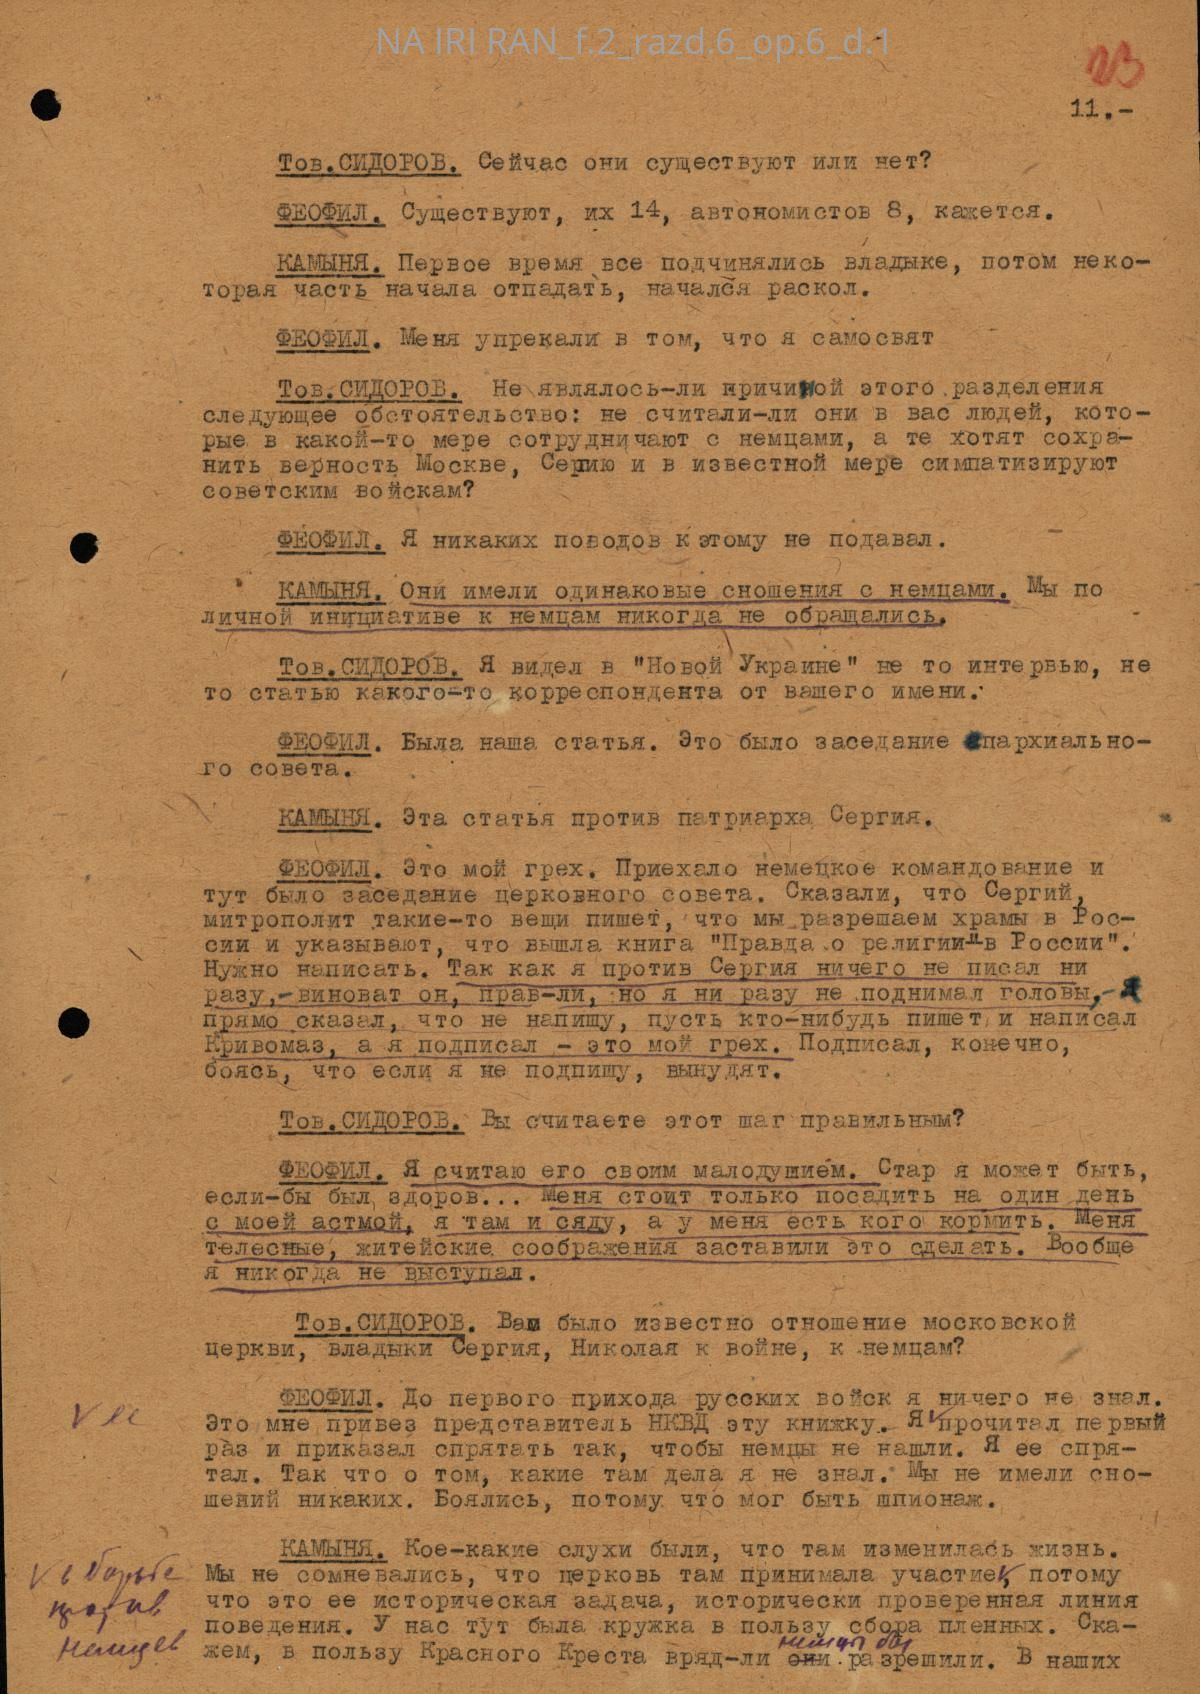 NA IRI RAN_f.2_razd.6_op.6_d.1
23
11.-
Тов.СИДОРОВ. Сейчас они существуют или нет?
ФЕОФИЛ. Существуют, их 14, автономистов 8, кажется.
КАМЫНЯ. Первое время все подчинялись владыке, потом неко-
торая часть начала отпадать, начался раскол.
ФЕОФИЛ. Меня упрекали в том, что я самосвят
Тов.СИДОРОВ. Не являлось-ли причиной этого разделения
следующее обстоятельство: не считали-ли они в вас людей, кото-
рые в какой-то мере сотрудничают с немцами, а те хотят сохра-
нить верность Москве, Сергию и в известной мере симпатизируют
советским войскам?
ФЕОФИЛ. Я никаких поводов к этому не подавал.
КАМЫНЯ. Они имели одинаковые сношения с немцами. Мы по
личной инициативе к немцам никогда не обращались.
Тов.СИДОРОВ. Я видел в "Новой Украине" не то интервью, не
то статью какого-то корреспондента от вашего имени.
ФЕОФИЛ. Была наша статья. Это было заседание епархиально-
го совета.
КАМЫНЯ. Эта статья против патриарха Сергия.
ФЕОФИЛ. Это мой грех. Приехало немецкое командование и
тут было заседание церковного совета. Сказали, что Сергий,
митрополит такие-то вещи пишет, что мы разрешаем храмы в Рос-
сии и указывают, что вышла книга "Правда о религии в России".
Нужно написать. Так как я против Сергия ничего не писал ни
разу,- виноват он, прав-ли, но я ни разу не поднимал головы,- я
прямо сказал, что не напишу, пусть кто-нибудь пишет и написал
Кривомаз, а я подписал - это мой грех. Подписал, конечно,
боясь, что если я не подпишу, вынудят.
Тов.СИДОРОВ. Вы считаете этот шаг правильным?
ФЕОФИЛ. Я считаю его своим малодушием. Стар я может быть,
если-бы был здоров... Меня стоит только посадить на один день
с моей астмой, я там и сяду, а у меня есть кого кормить. Меня
телесные, житейские соображения заставили это сделать. Вообще
я никогда не выступал.
Тов.СИДОРОВ. Вам было известно отношение московской
церкви, владыки Сергия, Николая к войне, к немцам?
ФЕОФИЛ. До первого прихода русских войск я ничего не знал.
V ее
Это мне привез представитель НКВД эту книжку. Я V прочитал первый
раз и приказал спрятать так, чтобы немцы не нашли. Я ее спря-
тал. Так что о том, какие там дела я не знал. Мы не имели сно-
шений никаких. Боялись, потому что мог быть шпионаж.
КАМЫНЯ. Кое-какие слухи были, что там изменилась жизнь.
V в борьбе
против
немцев
Мы не сомневались, что церковь там принимала участие V, потому
что это ее историческая задача, исторически проверенная линия
поведения. У нас тут была кружка в пользу сбора пленных. Ска-
немцы бы
жем, в пользу Красного Креста вряд-ли они разрешили. В наших